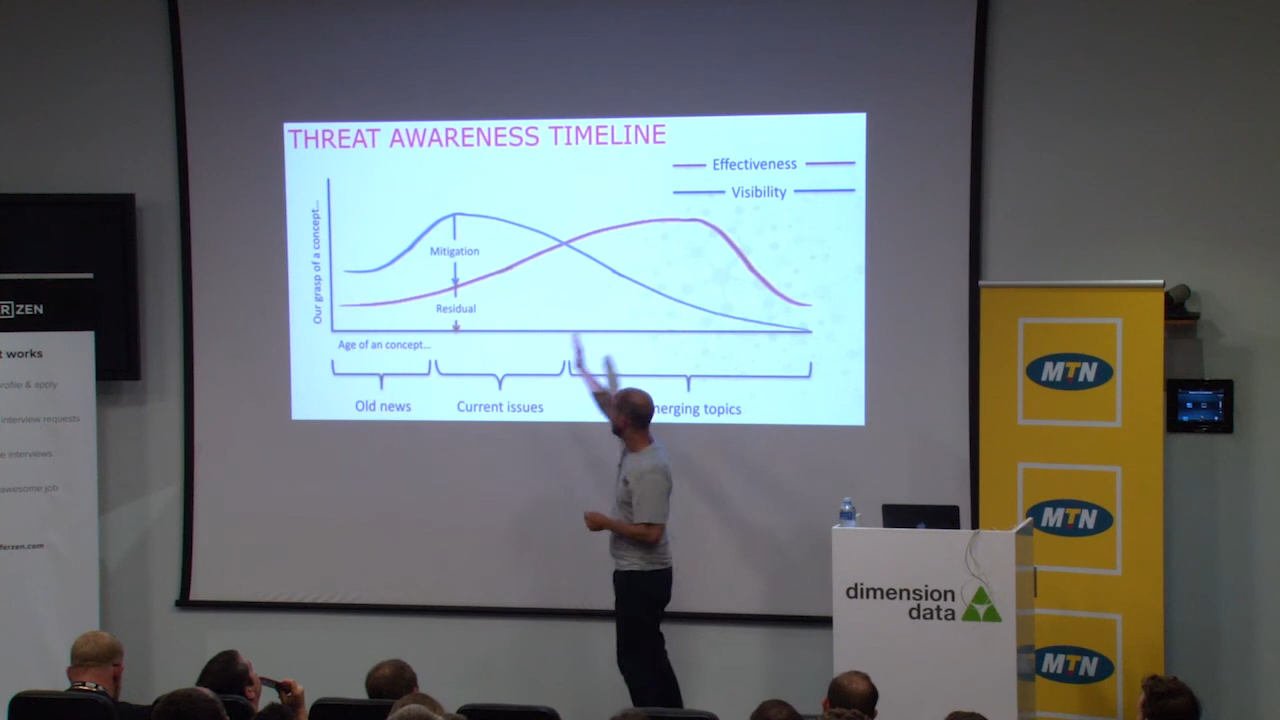 THREAT AWARENESS TIMELINE
Effectiveness
Visibility
Our grasp of a concept...
Mitigation
Residual
Age of an concept...
Old news
Current issues
merging topics
R ZEN
t works
rofile & apply
interview requests
e interviews
awesome job
ferzen.com
MTN
MTN
MTN
dimension
data